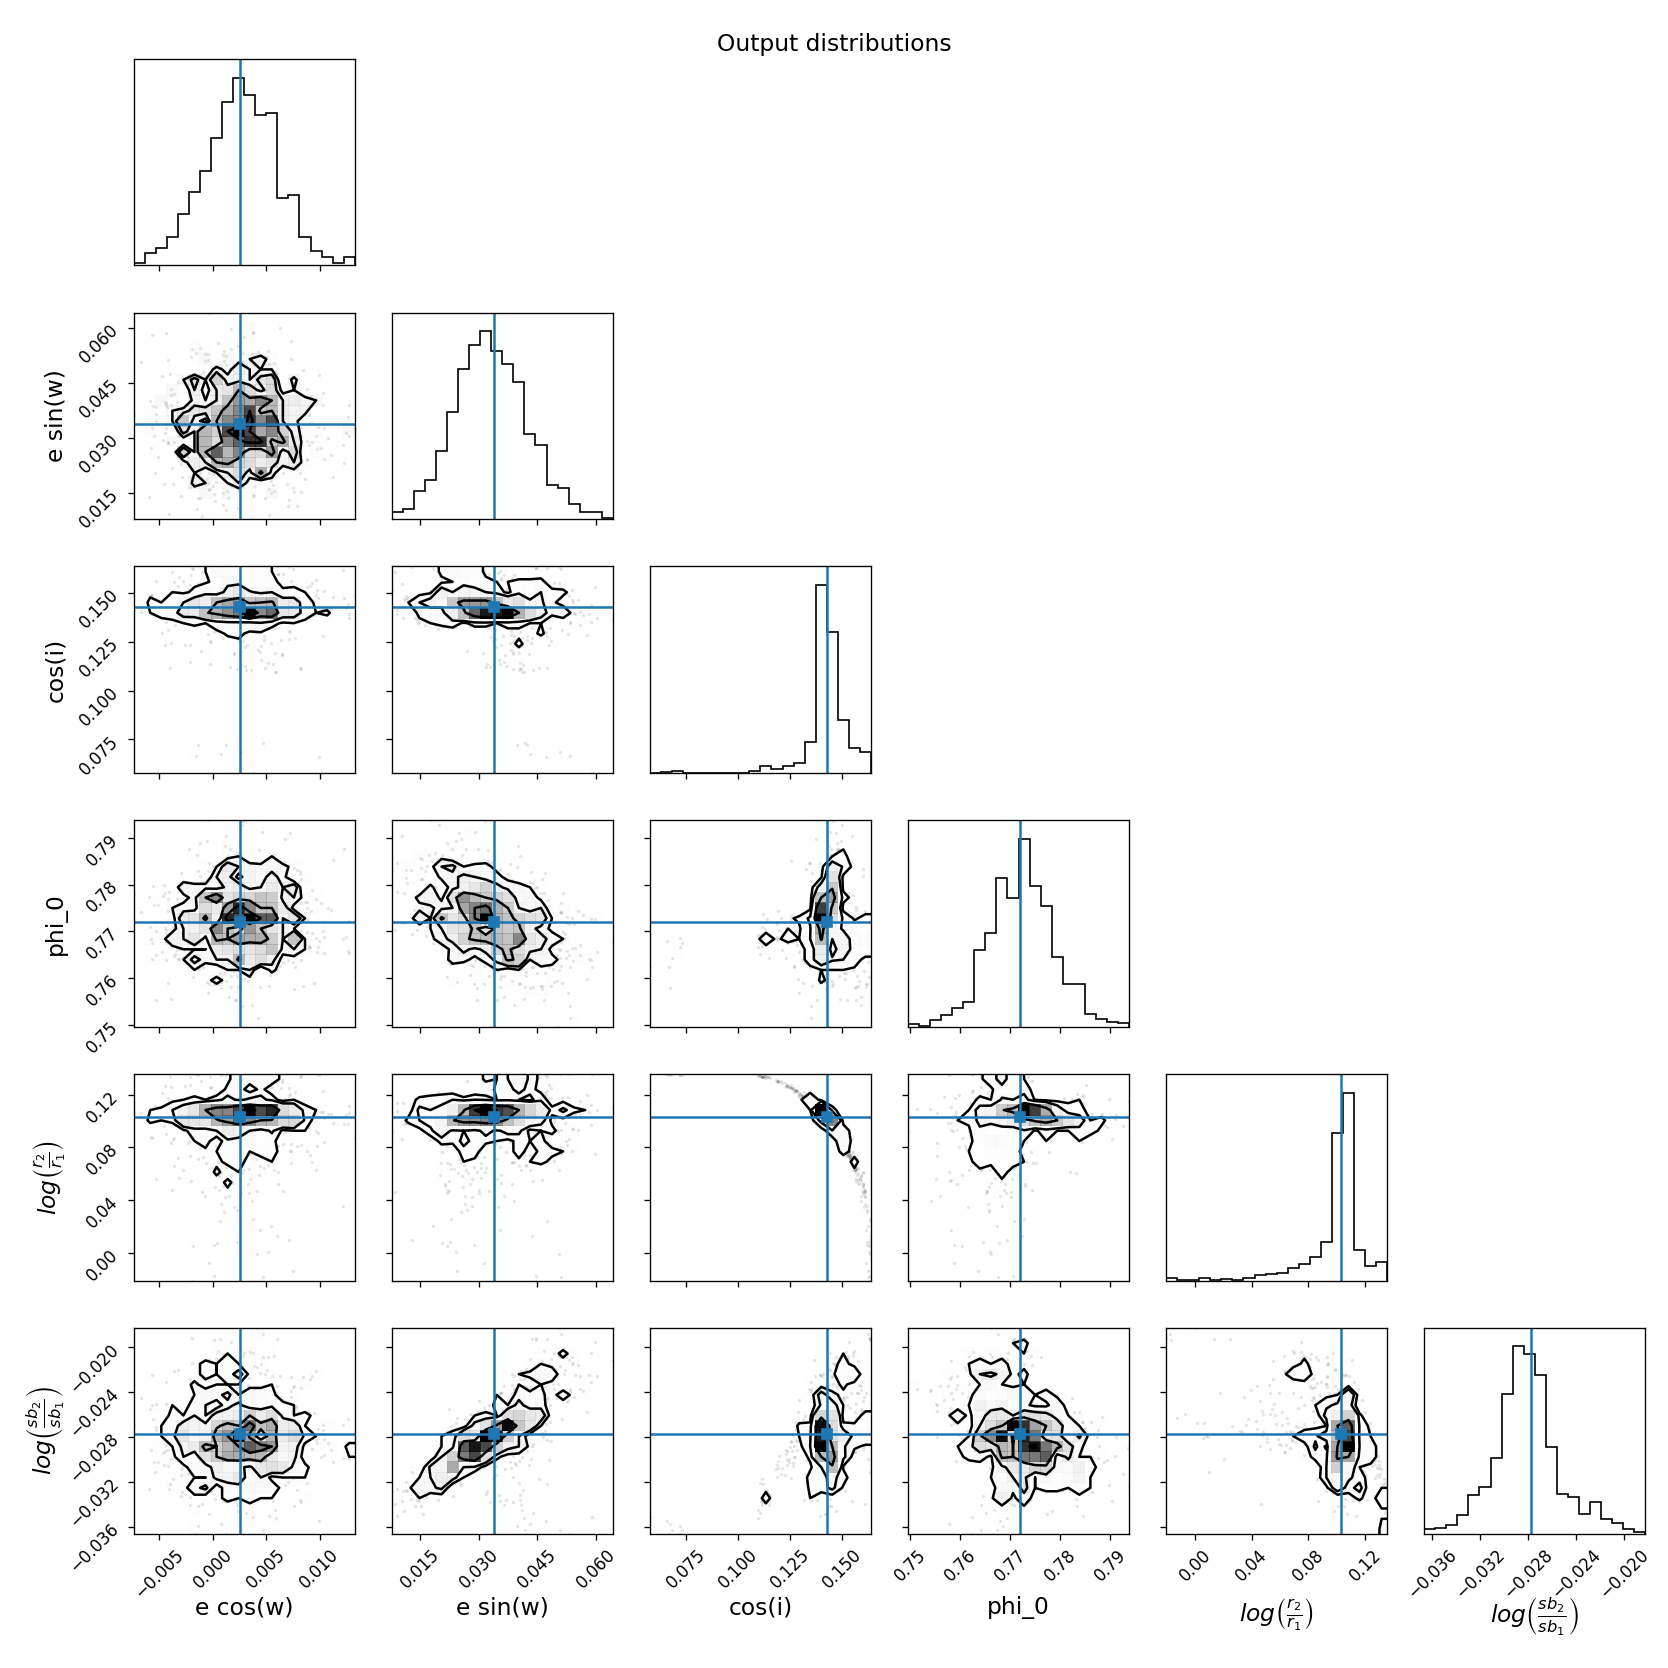 Output distributions
e sin(w)
0.060
0.045
0.030
0.015
cos(i)
0.150
0.125
0.100
0.075
phi_0
0.79
0.78
0.77
0.76
0.75
log(r₂/r₁)
0.12
0.08
0.04
0.00
log(sb₂/sb₁)
−0.020
−0.024
−0.028
−0.032
−0.036
−0.005 0.000 0.005 0.010
e cos(w)
0.015 0.030 0.045 0.060
e sin(w)
0.075 0.100 0.125 0.150
cos(i)
0.75 0.76 0.77 0.78 0.79
phi_0
0.00 0.04 0.08 0.12
log(r₂/r₁)
−0.036 −0.032 −0.028 −0.024 −0.020
log(sb₂/sb₁)